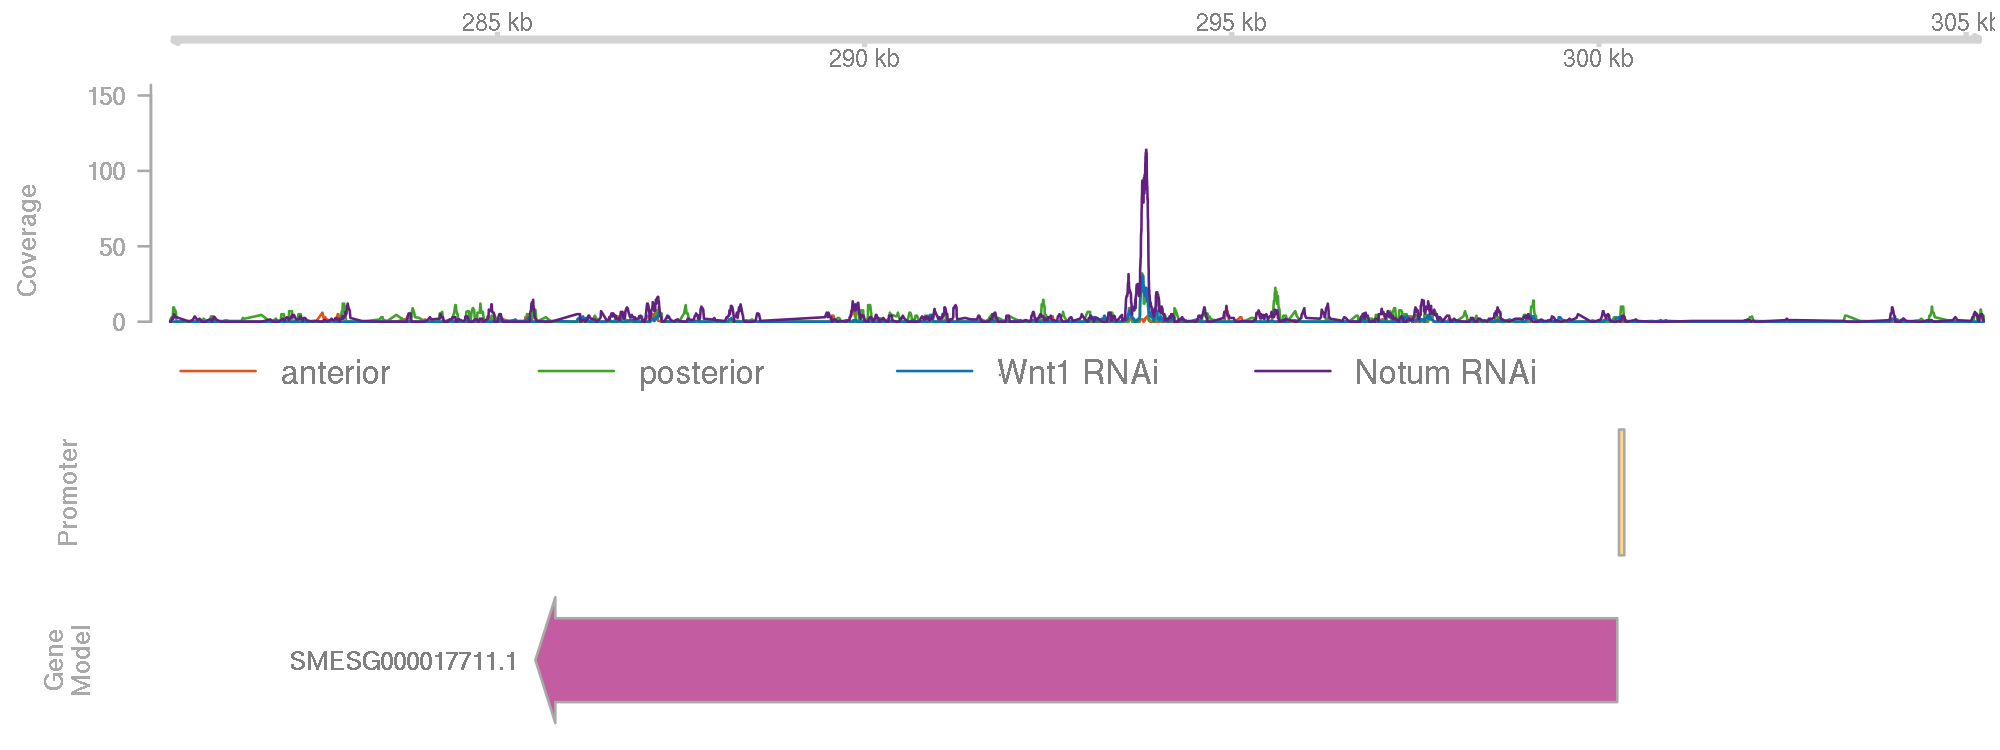 285 kb 295 kb 305 kb
290 kb 300 kb
150
100
50
0
Coverage
anterior posterior Wnt1 RNAi Notum RNAi
Promoter
Gene
Model
SMESG000017711.1